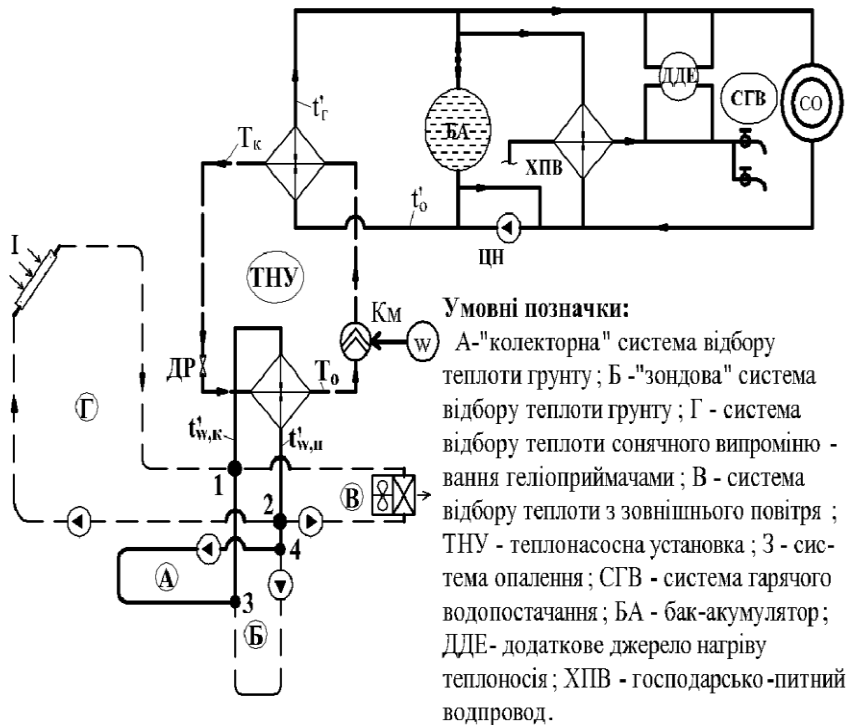 ДДЕ
СГВ
СО
t'г
БА
Tк
ХПВ
t'о
ЦН
I
ТНУ
Км
W
ДР
Tо
Г
t'w,к
t'w,п
1
2
В
4
А
3
Б
Умовні позначки:
А-"колекторна" система відбору
теплоти грунту ; Б -"зондова" система
відбору теплоти грунту ; Г - система
відбору теплоти сонячного випроміню -
вання геліоприймачами ; В - система
відбору теплоти з зовнішнього повітря ;
ТНУ - теплонасосна установка ; З - сис-
тема опалення ; СГВ - система гарячого
водопостачання ; БА - бак-акумулятор ;
ДДЕ- додаткове джерело нагріву
теплоносія ; ХПВ - господарсько -питний
водпровод .